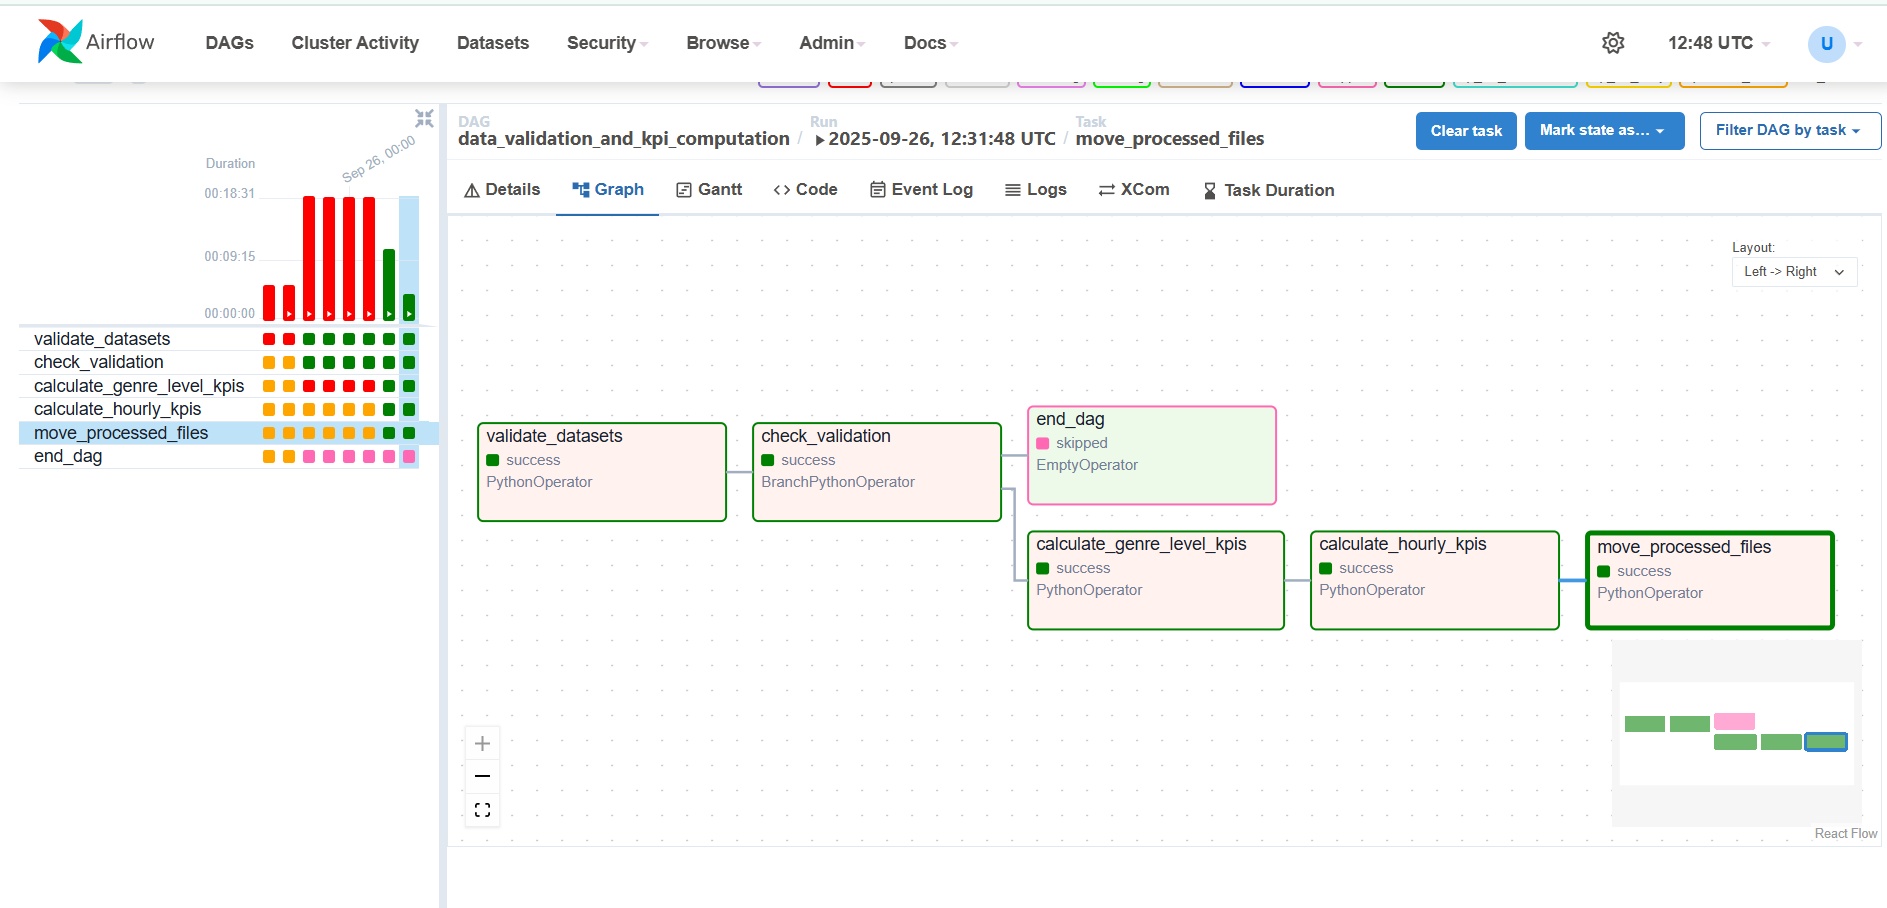 Airflow
DAGs
Cluster Activity
Datasets
Security
Browse
Admin
Docs
12:48 UTC
U
DAG
data_validation_and_kpi_computation
/
Run
2025-09-26, 12:31:48 UTC
/
Task
move_processed_files
Clear task
Mark state as...
Filter DAG by task
Details
Graph
Gantt
Code
Event Log
Logs
XCom
Task Duration
Sep 26, 00:00
Duration
00:18:31
00:09:15
00:00:00
validate_datasets
check_validation
calculate_genre_level_kpis
calculate_hourly_kpis
move_processed_files
end_dag
Layout:
Left -> Right
validate_datasets
success
PythonOperator
check_validation
success
BranchPythonOperator
end_dag
skipped
EmptyOperator
calculate_genre_level_kpis
success
PythonOperator
calculate_hourly_kpis
success
PythonOperator
move_processed_files
success
PythonOperator
React Flow